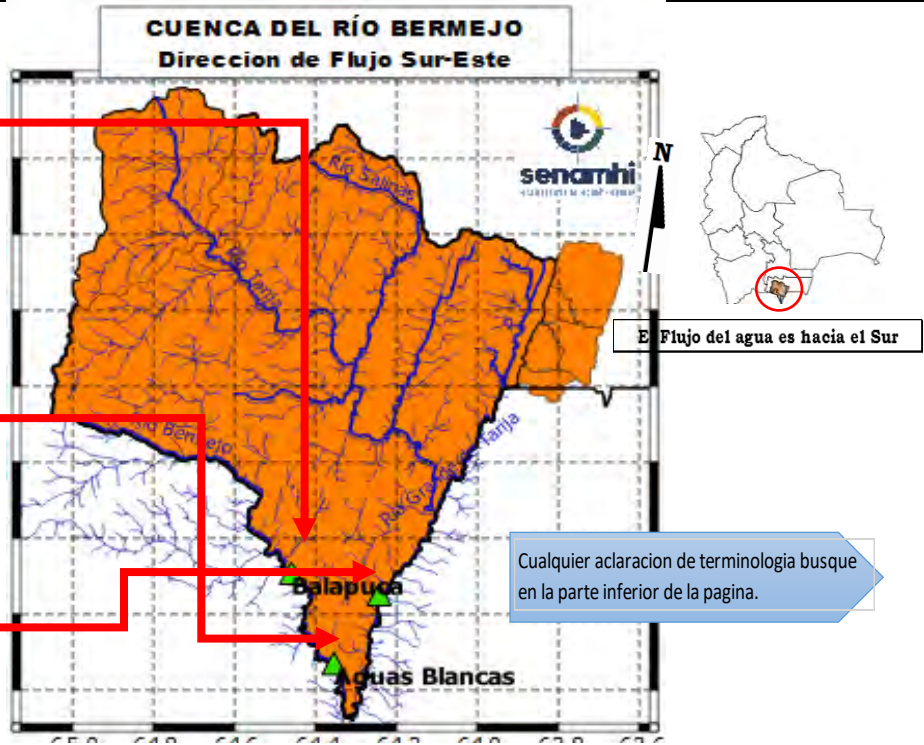 CUENCA DEL RÍO BERMEJO
Direccion de Flujo Sur-Este
senamhi
N
Río Salinas
Río Tarija
Bermejo
Río Grande Tarija
El Flujo del agua es hacia el Sur
Cualquier aclaracion de terminologia busque
en la parte inferior de la pagina.
Balapuca
Aguas Blancas